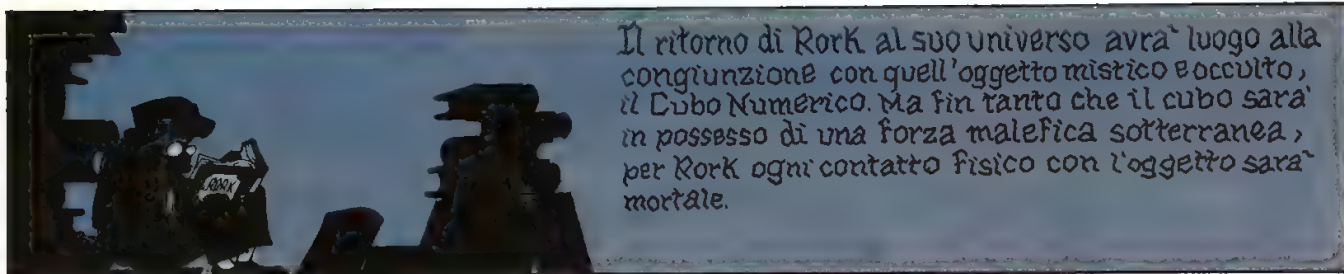 Il ritorno di Rork al suo universo avra` luogo alla
congiunzione con quell'oggetto mistico e occulto,
il Cubo Numerico. Ma fin tanto che il cubo sara'
in possesso di una forza malefica sotterranea,
per Rork ogni contatto fisico con l'oggetto sara`
mortale.
RORK